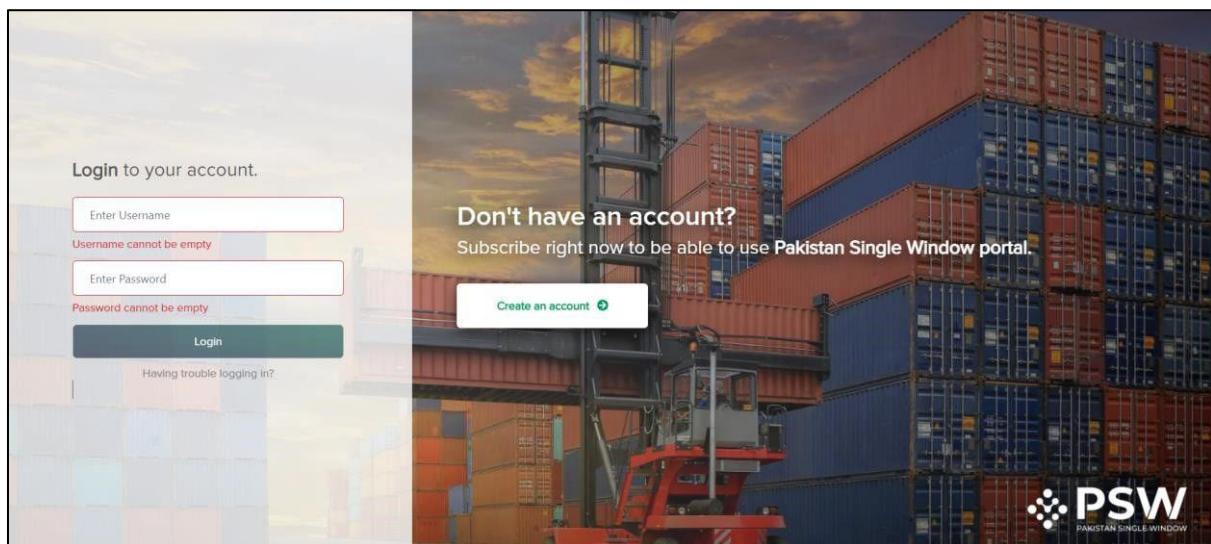 Login to your account.
Enter Username
Username cannot be empty
Enter Password
Password cannot be empty
Login
Having trouble logging in?
Don't have an account?
Subscribe right now to be able to use Pakistan Single Window portal.
Create an account
PSW
PAKISTAN SINGLE WINDOW